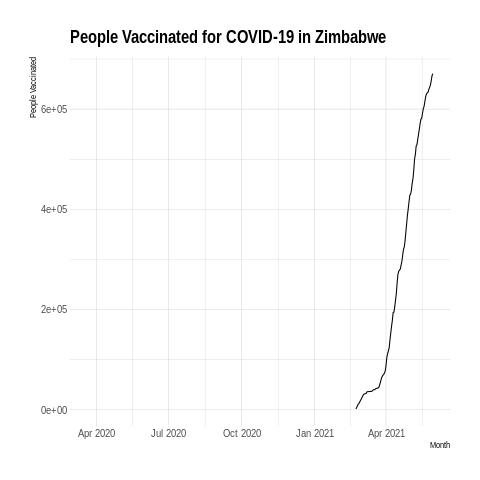 People Vaccinated for COVID-19 in Zimbabwe
People Vaccinated
6e+05
4e+05
2e+05
0e+00
Apr 2020 Jul 2020 Oct 2020 Jan 2021 Apr 2021
Month